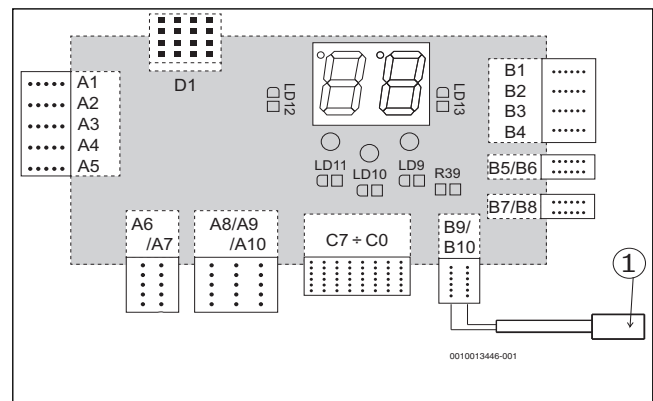 D1
A1
A2
A3
A4
A5
LD12
LD13
B1
B2
B3
B4
LD11
LD10
LD9
R39
B5/B6
B7/B8
A6
/A7
A8/A9
/A10
C7 ÷ C0
B9/
B10
1
0010013446-001